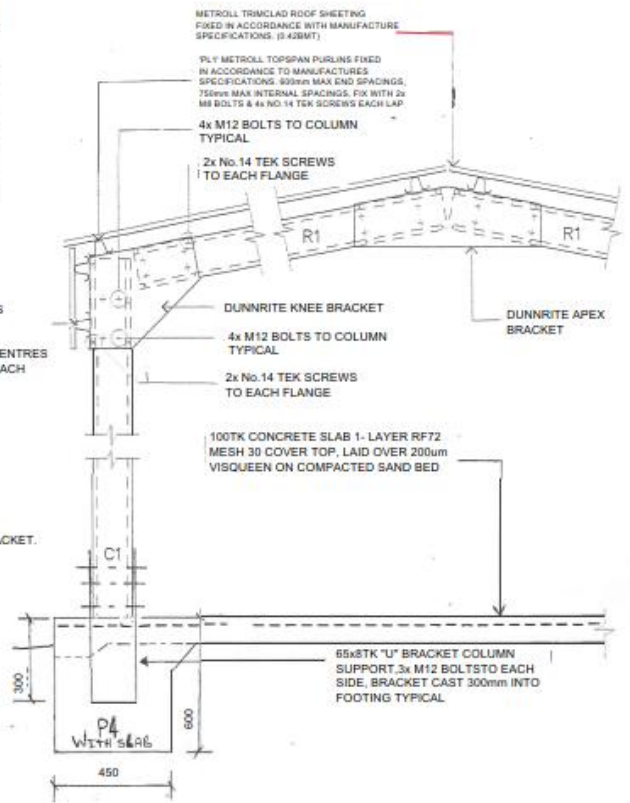 METROLL TRIMCLAD ROOF SHEETING
FIXED IN ACCORDANCE WITH MANUFACTURE
SPECIFICATIONS. (0.42BMT)
'PL1' METROLL TOPSPAN PURLINS FIXED
IN ACCORDANCE TO MANUFACTURES
SPECIFICATIONS. 600mm MAX END SPACINGS,
750mm MAX INTERNAL SPACINGS. FIX WITH 2x
M8 BOLTS & 4x NO.14 TEK SCREWS EACH LAP
4x M12 BOLTS TO COLUMN
TYPICAL
2x No.14 TEK SCREWS
TO EACH FLANGE
R1
R1
S
DUNNRITE KNEE BRACKET
DUNNRITE APEX
BRACKET
4x M12 BOLTS TO COLUMN
TYPICAL
ENTRES
ACH
2x No.14 TEK SCREWS
TO EACH FLANGE
100TK CONCRETE SLAB 1- LAYER RF72
MESH 30 COVER TOP, LAID OVER 200um
VISQUEEN ON COMPACTED SAND BED
ACKET.
C1
65x8TK "U" BRACKET COLUMN
SUPPORT,3x M12 BOLTSTO EACH
SIDE, BRACKET CAST 300mm INTO
FOOTING TYPICAL
300
600
P4
WITH SLAB
450